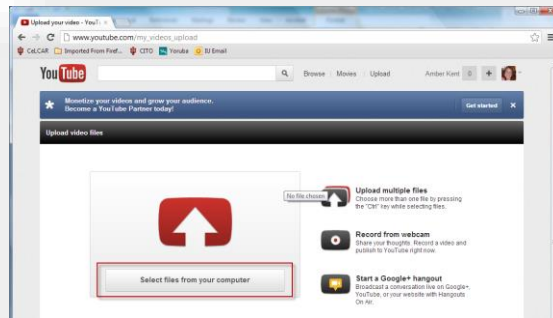 Upload your video - YouTu
www.youtube.com/my_videos_upload
CeLCAR Imported From Firef... CITO Yoruba IU Email
YouTube Browse Movies Upload Amber Kent 0 +
Monetize your videos and grow your audience.
Become a YouTube Partner today!
Get started X
Upload video files
No file chosen
Upload multiple files
Choose more than one file by pressing
the "Ctrl" key while selecting files.
Record from webcam
Share your thoughts. Record a video and
publish to YouTube right now.
Select files from your computer
Start a Google+ hangout
Broadcast a conversation live on Google+,
YouTube, or your website with Hangouts
On Air.